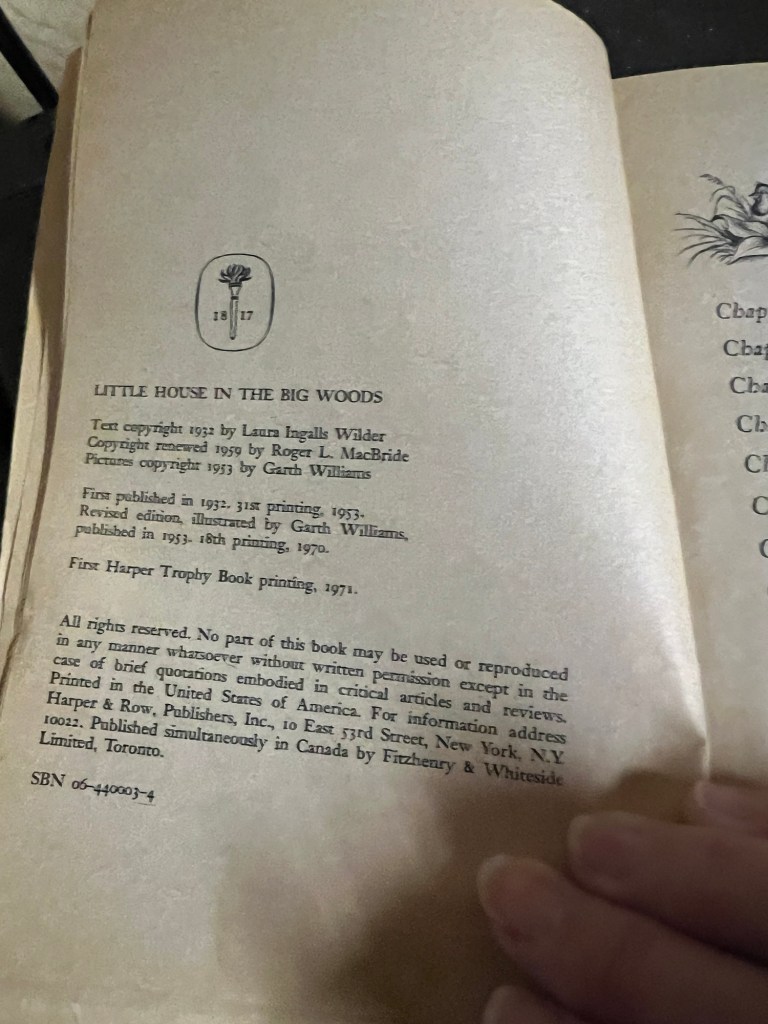 18 17
LITTLE HOUSE IN THE BIG WOODS
Text copyright 1932 by Laura Ingalls Wilder
Copyright renewed 1959 by Roger L. MacBride
Pictures copyright 1953 by Garth Williams
First published in 1932. 31st printing, 1953.
Revised edition, illustrated by Garth Williams,
published in 1953. 18th printing, 1970.
First Harper Trophy Book printing, 1971.
All rights reserved. No part of this book may be used or reproduced
in any manner whatsoever without written permission except in the
case of brief quotations embodied in critical articles and reviews.
Printed in the United States of America. For information address
Harper & Row, Publishers, Inc., 10 East 53rd Street, New York, N.Y.
10022. Published simultaneously in Canada by Fitzhenry & Whiteside
Limited, Toronto.
SBN 06-440003-4
Chap
Chap
Cha
Ch
Ch
C
C